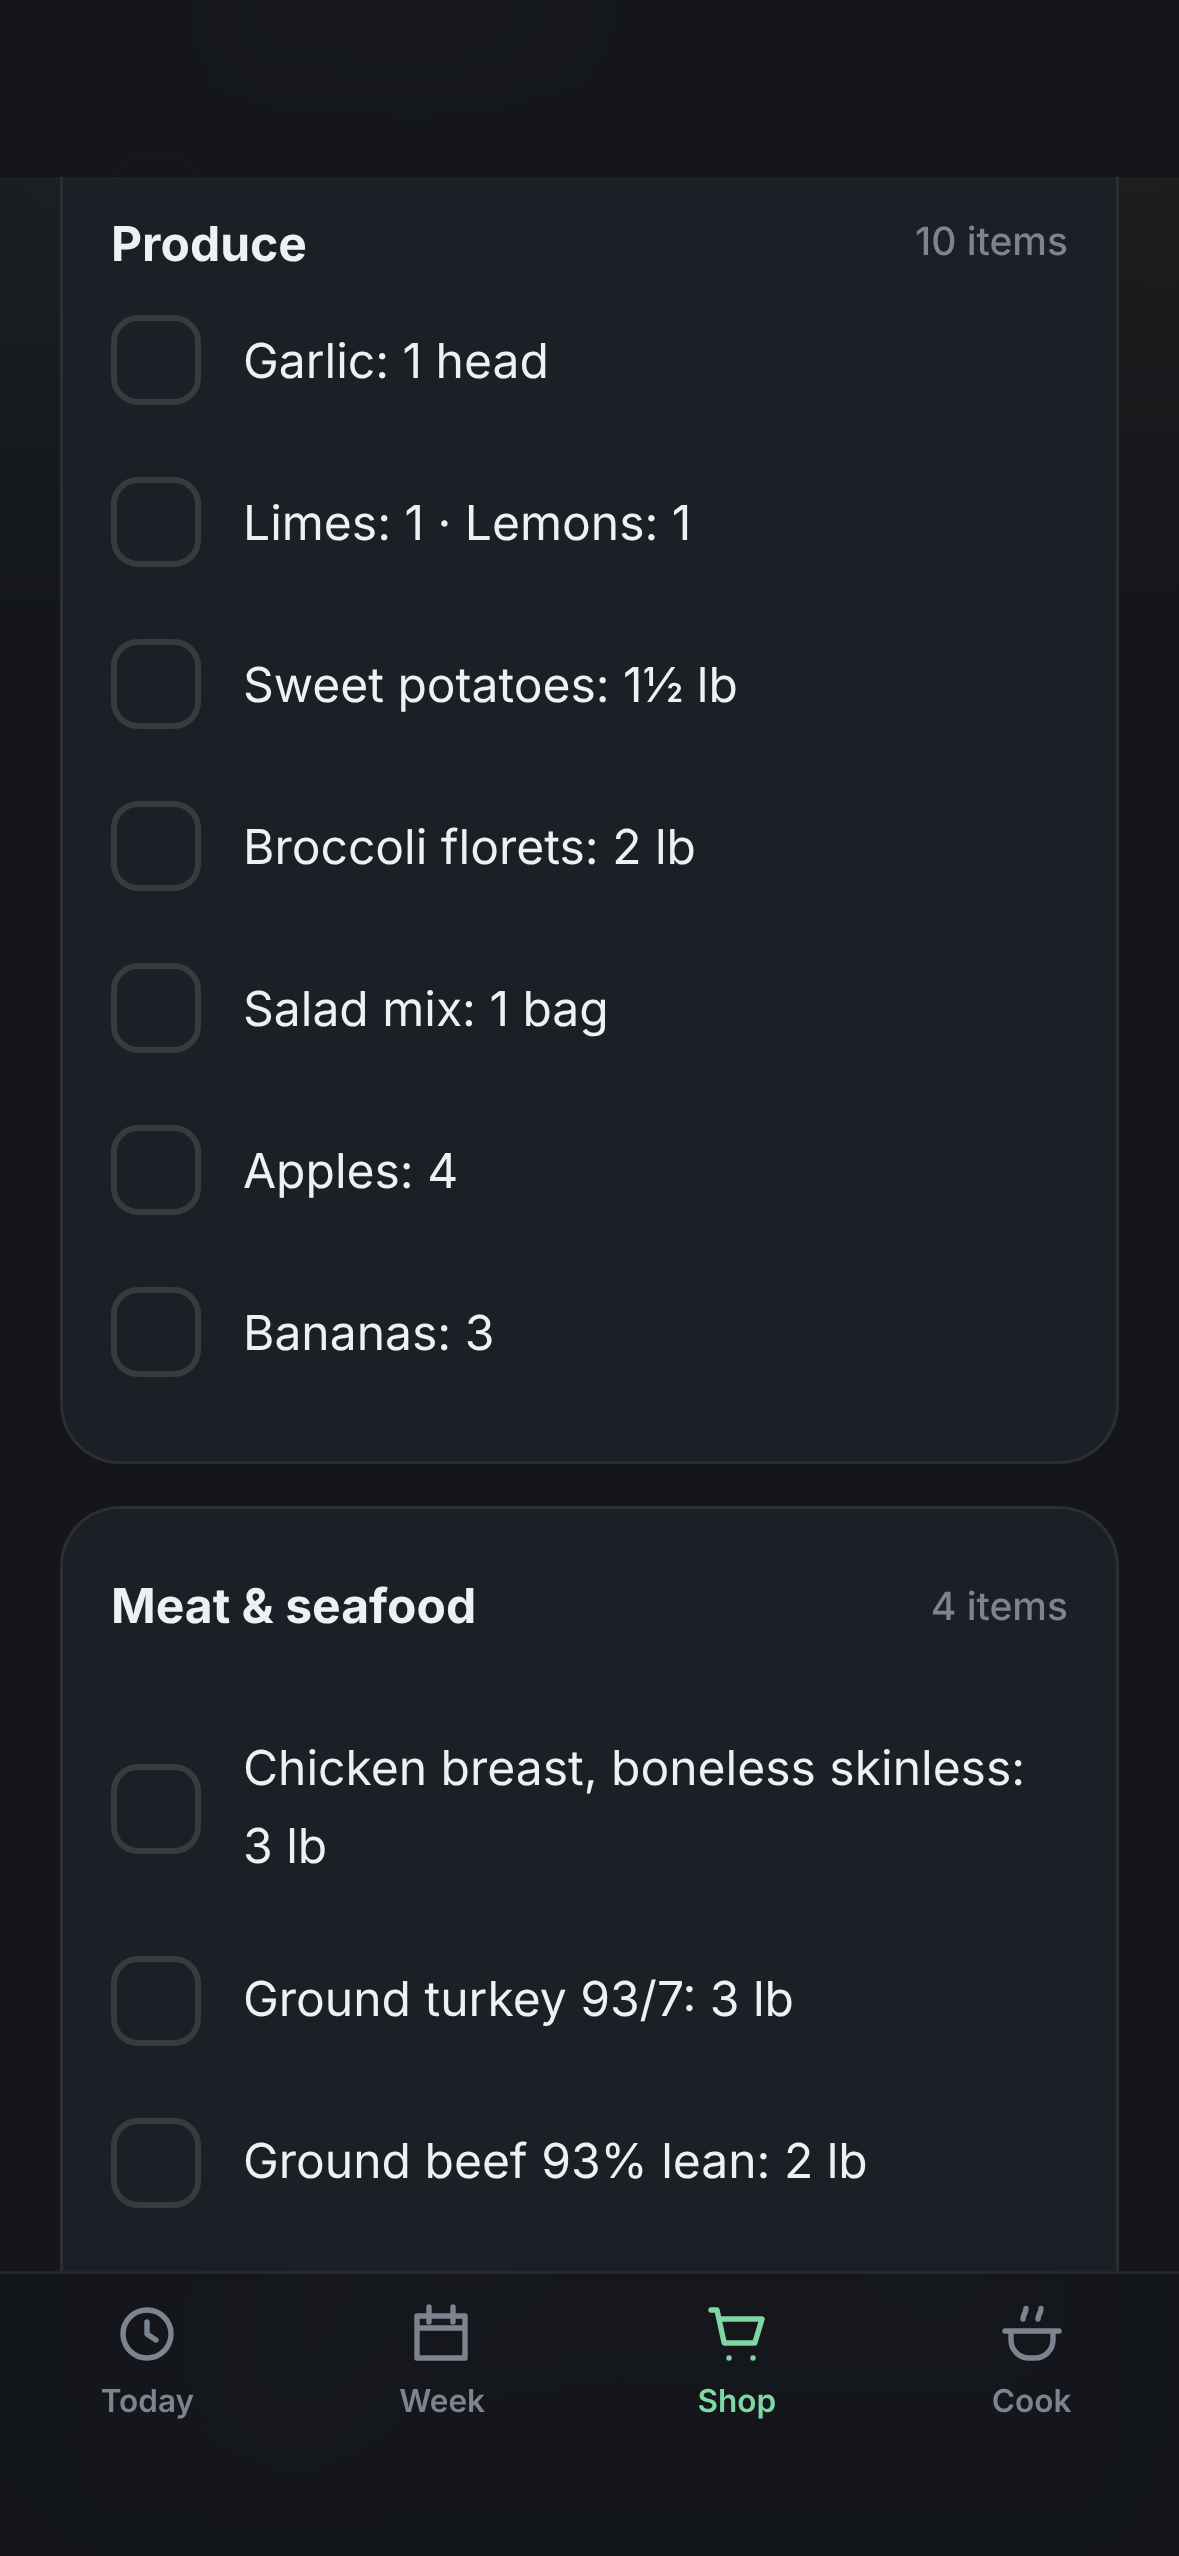 Produce
10 items
Garlic: 1 head
Limes: 1 · Lemons: 1
Sweet potatoes: 1½ lb
Broccoli florets: 2 lb
Salad mix: 1 bag
Apples: 4
Bananas: 3
Meat & seafood
4 items
Chicken breast, boneless skinless:
3 lb
Ground turkey 93/7: 3 lb
Ground beef 93% lean: 2 lb
Today
Week
Shop
Cook